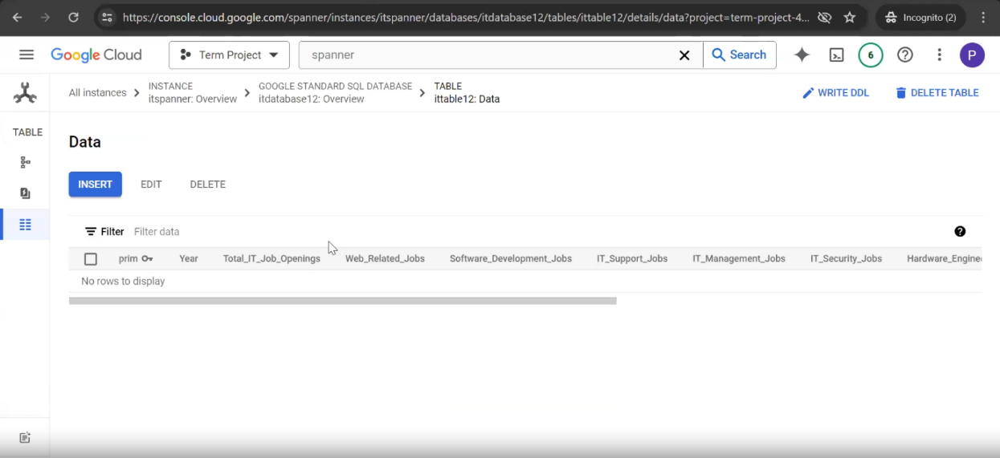 https://console.cloud.google.com/spanner/instances/itspanner/databases/itdatabase12/tables/ittable12/details/data?project=term-project-4...
Incognito (2)
Google Cloud
Term Project
spanner
Search
6
P
All instances
INSTANCE
itspanner: Overview
GOOGLE STANDARD SQL DATABASE
itdatabase12: Overview
TABLE
ittable12: Data
WRITE DDL
DELETE TABLE
TABLE
Data
INSERT EDIT DELETE
Filter Filter data
prim Year Total_IT_Job_Openings Web_Related_Jobs Software_Development_Jobs IT_Support_Jobs IT_Management_Jobs IT_Security_Jobs Hardware_Enginee
No rows to display